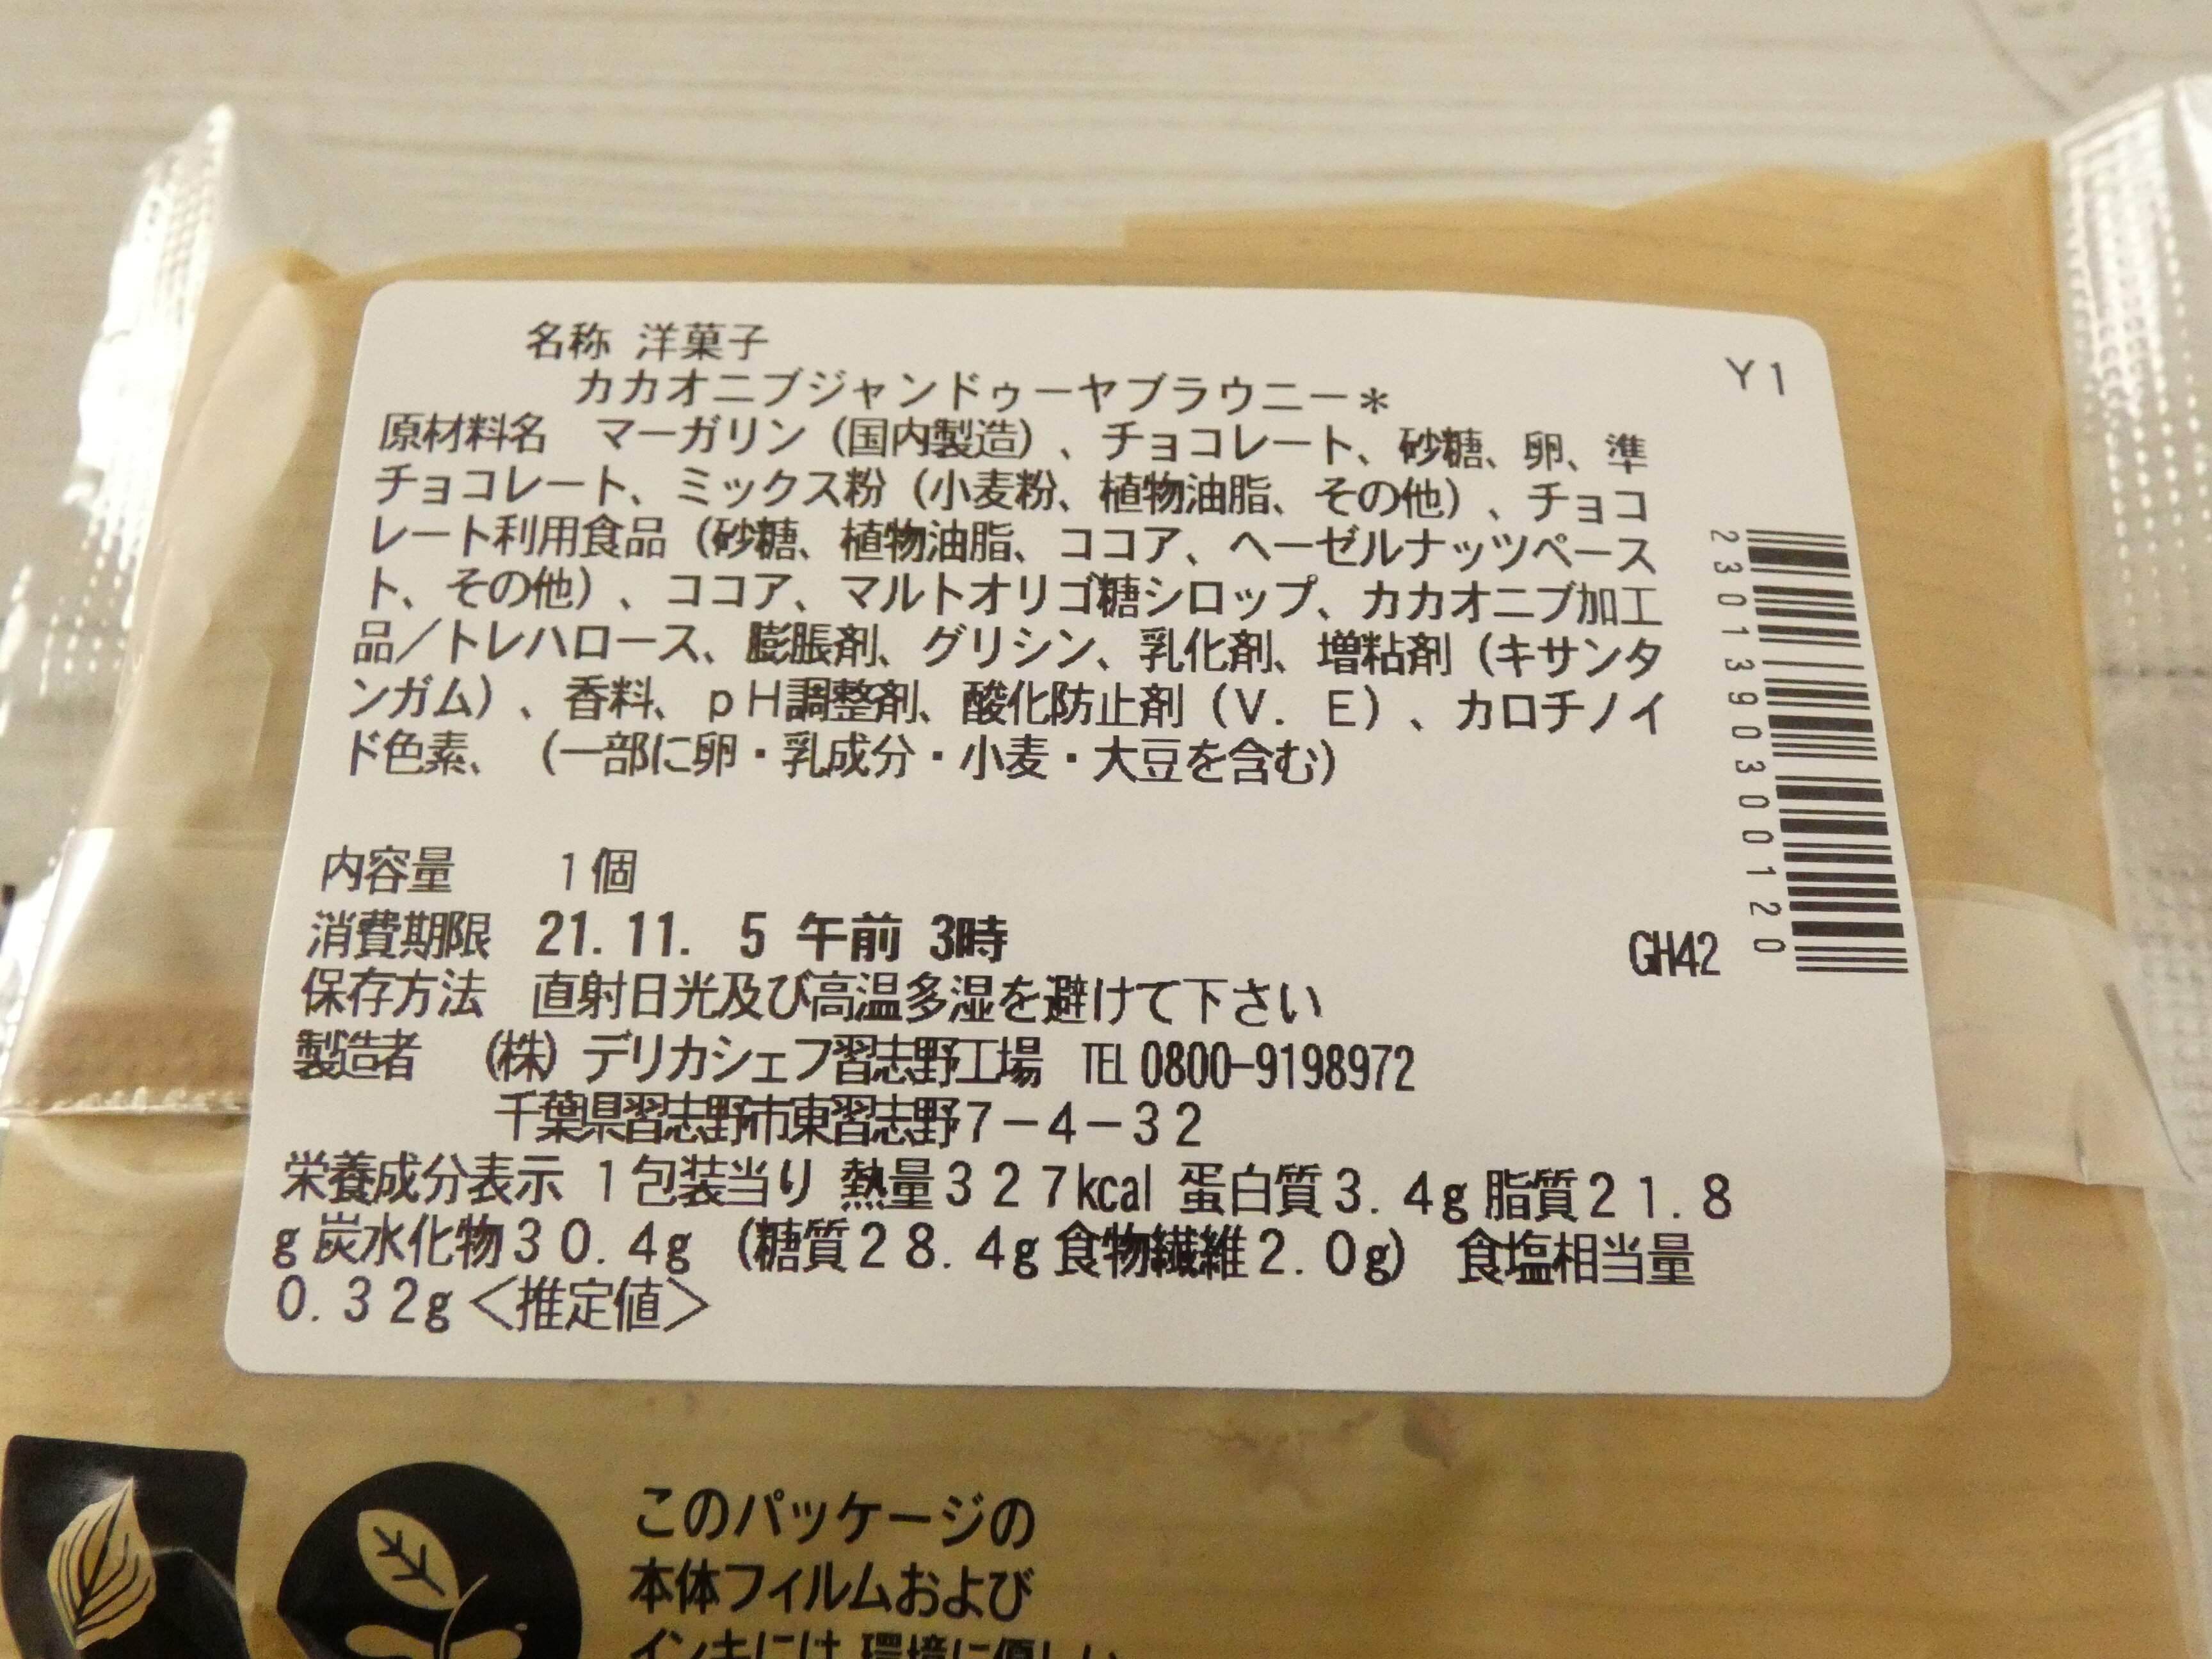 名称 洋菓子
カカオニブジャンドゥーヤブラウニー＊
Y1
原材料名 マーガリン（国内製造）、チョコレート、砂糖、卵、準
チョコレート、ミックス粉（小麦粉、植物油脂、その他）、チョコ
レート利用食品（砂糖、植物油脂、ココア、ヘーゼルナッツペース
ト、その他）、ココア、マルトオリゴ糖シロップ、カカオニブ加工
品／トレハロース、膨脹剤、グリシン、乳化剤、増粘剤（キサンタ
ンガム）、香料、ｐＨ調整剤、酸化防止剤（Ｖ．Ｅ）、カロチノイ
ド色素、（一部に卵・乳成分・小麦・大豆を含む）
2301390300120
内容量 1個
消費期限 21.11. 5 午前 3時
GH42
保存方法 直射日光及び高温多湿を避けて下さい
製造者 （株）デリカシェフ習志野工場 TEL 0800-9198972
千葉県習志野市東習志野7－4－32
栄養成分表示 1包装当り 熱量327kcal 蛋白質3.4g 脂質21.8
g 炭水化物30.4g （糖質28.4g 食物繊維2.0g） 食塩相当量
0.32g＜推定値＞
このパッケージの
本体フィルムおよび
インキには、環境に優しい